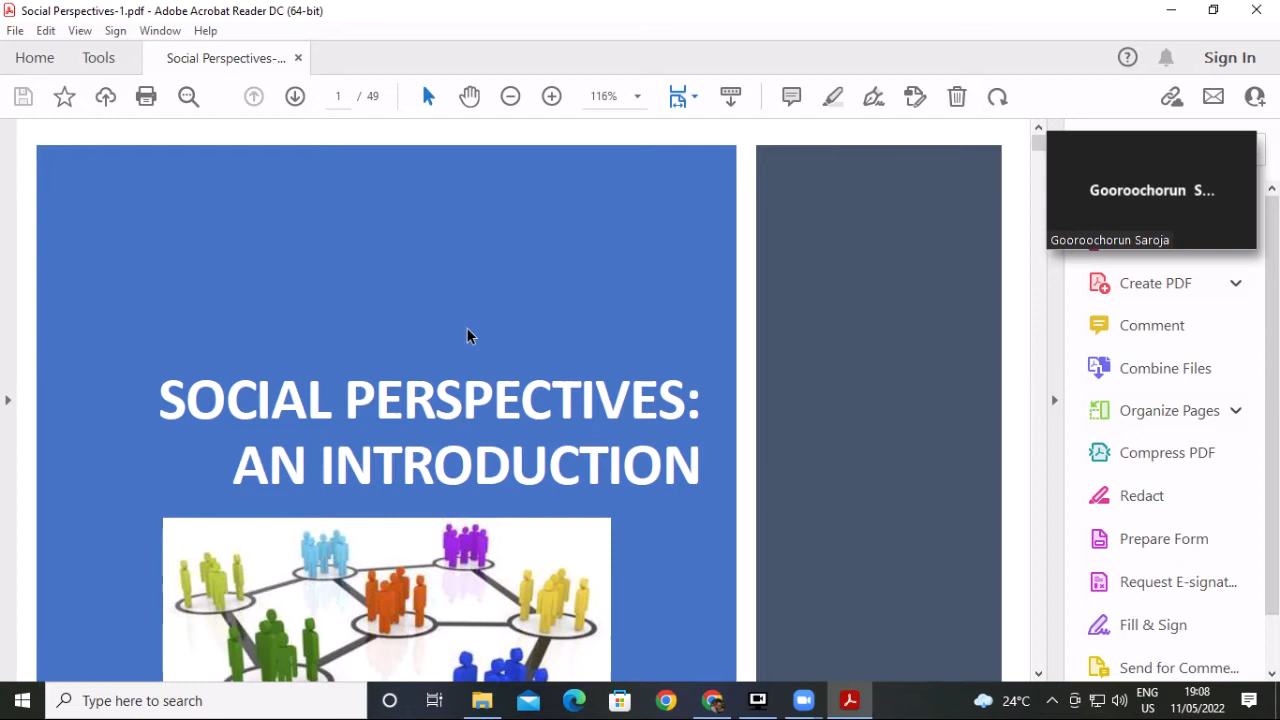 Social Perspectives-1.pdf - Adobe Acrobat Reader DC (64-bit)
File Edit View Sign Window Help
Home Tools Social Perspectives-... × Sign In
1 / 49 116%
Gooroochorun S...
Gooroochorun Saroja
SOCIAL PERSPECTIVES:
AN INTRODUCTION
Create PDF
Comment
Combine Files
Organize Pages
Compress PDF
Redact
Prepare Form
Request E-signat...
Fill & Sign
Send for Comme...
Type here to search
24°C
ENG
US
19:08
11/05/2022